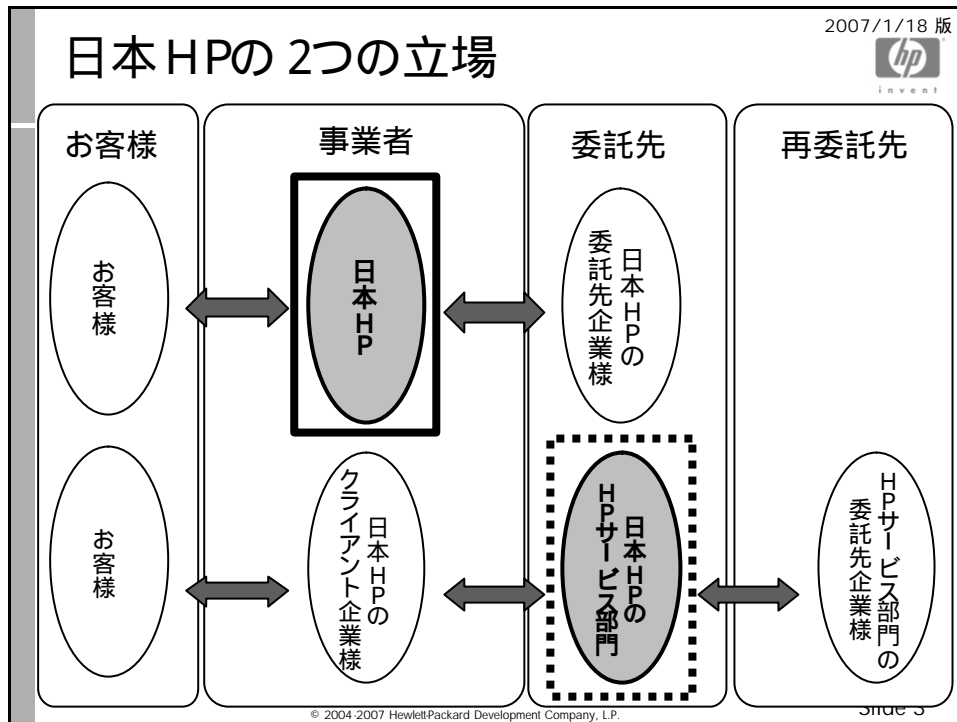 2007/1/18 版
日本HPの 2つの立場
hp
invent
お客様
事業者
委託先
再委託先
お客様
日本HP
日本HPの
委託先企業様
お客様
日本HPの
クライアント企業様
日本HPの
HPサービス部門
HPサービス部門の
委託先企業様
© 2004-2007 Hewlett-Packard Development Company, L.P.
Slide 3